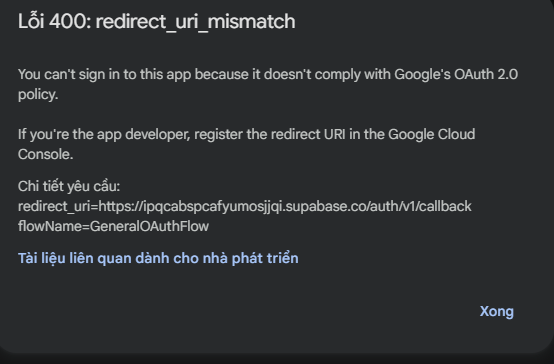 Lỗi 400: redirect_uri_mismatch
You can't sign in to this app because it doesn't comply with Google's OAuth 2.0
policy.
If you're the app developer, register the redirect URI in the Google Cloud
Console.
Chi tiết yêu cầu:
redirect_uri=https://ipqcabspcafyumosjjqi.supabase.co/auth/v1/callback
flowName=GeneralOAuthFlow
Tài liệu liên quan dành cho nhà phát triển
Xong